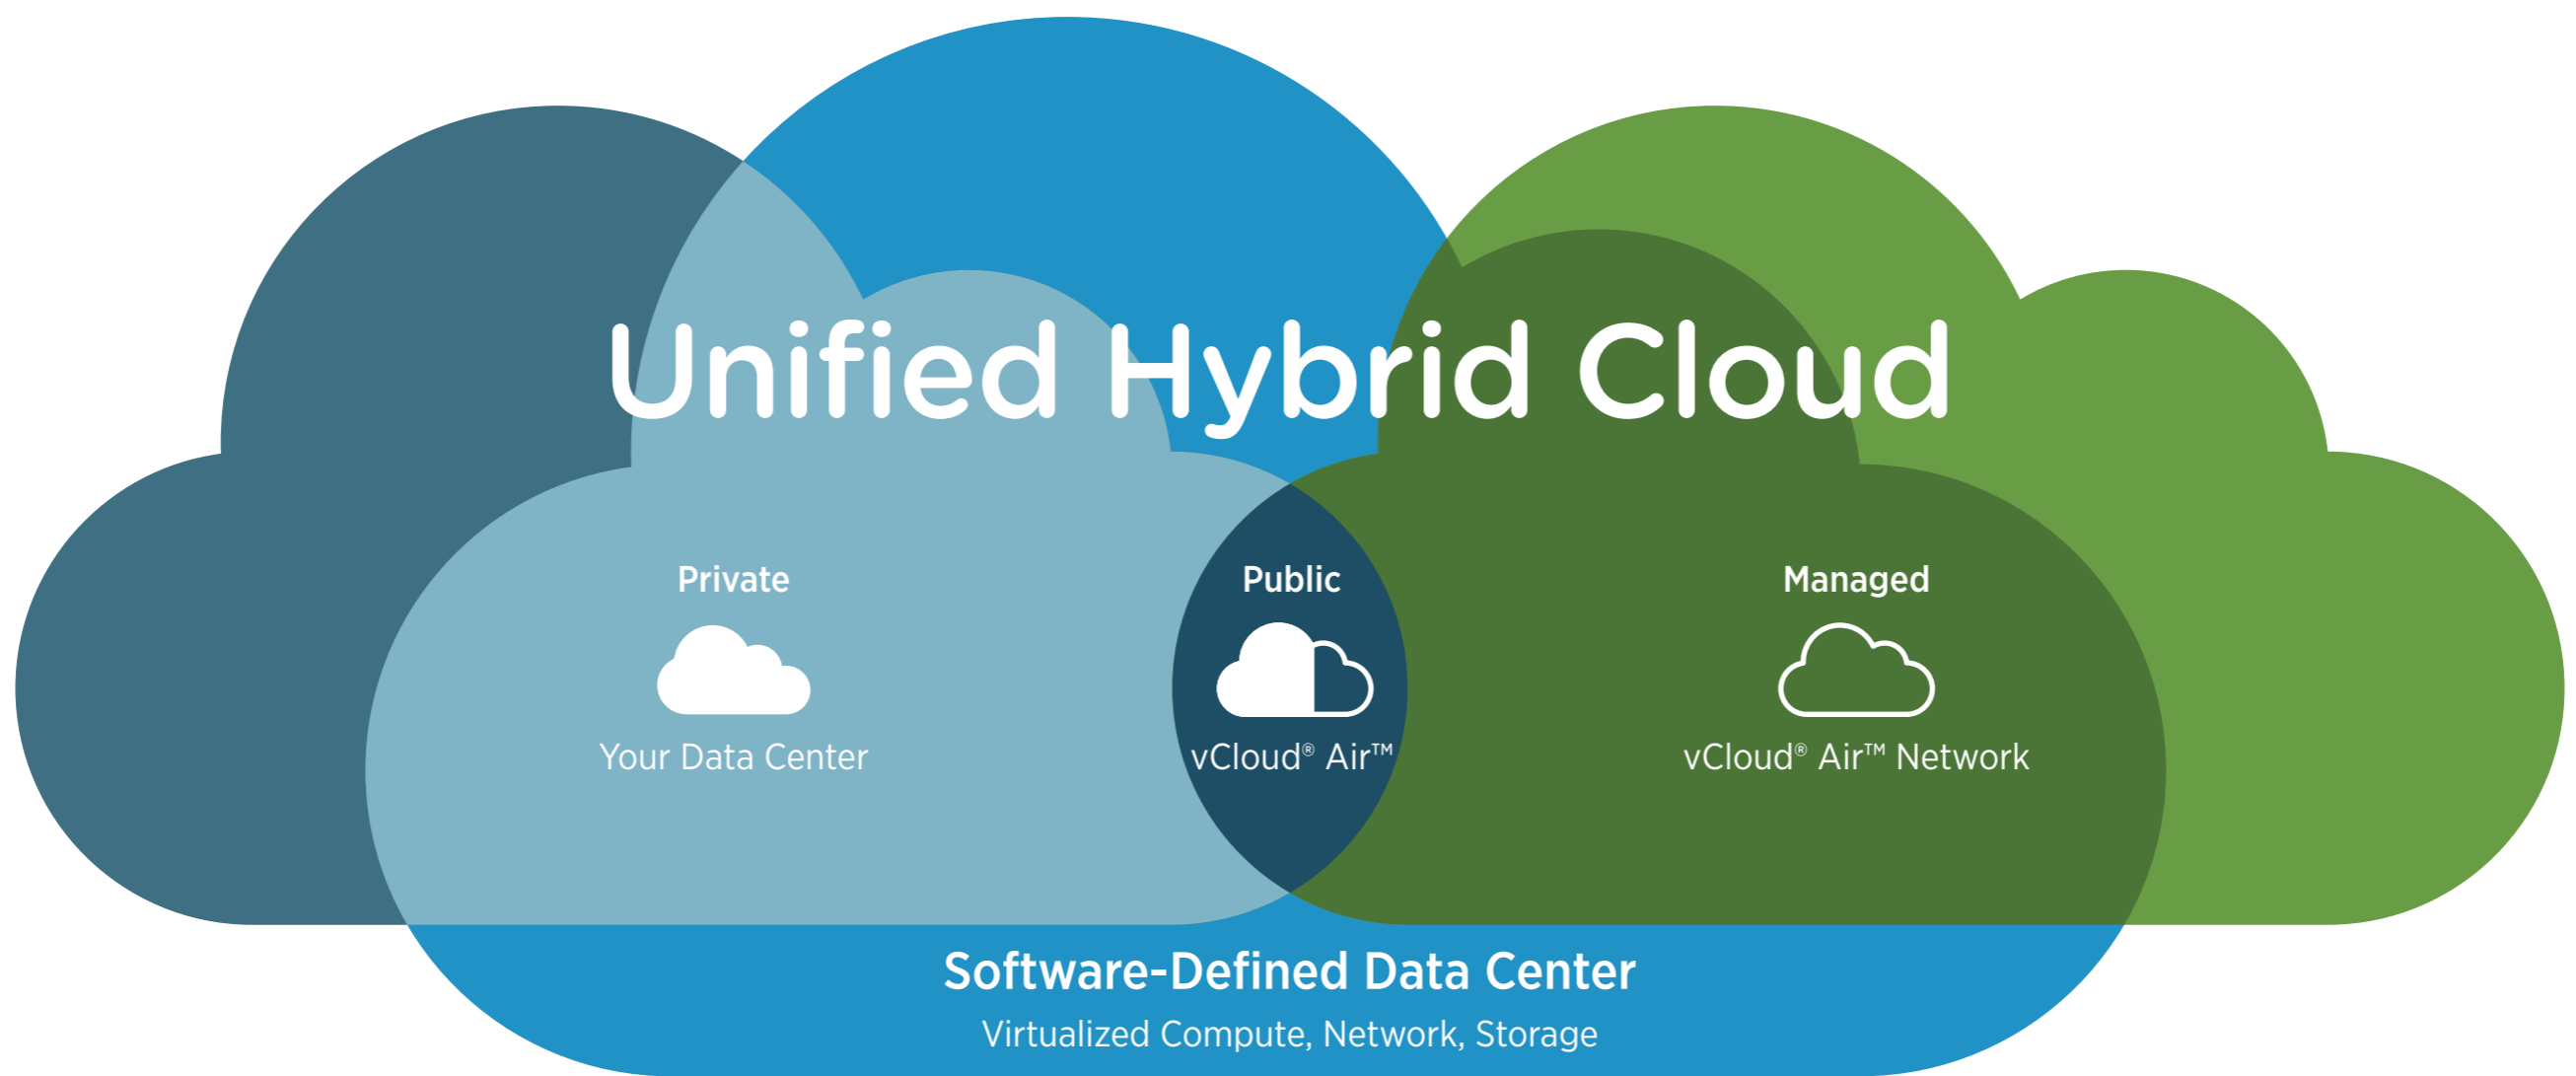 Unified Hybrid Cloud
Private
Public
Managed
Your Data Center
vCloud® Air™
vCloud® Air™ Network
Software-Defined Data Center
Virtualized Compute, Network, Storage